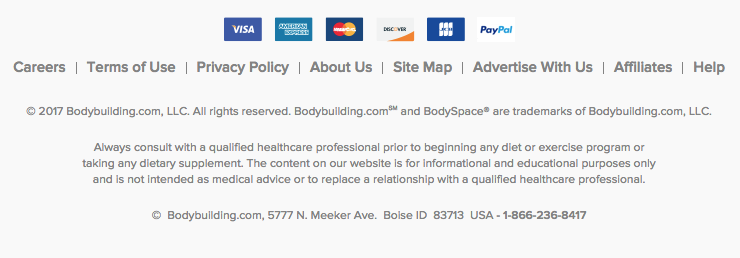 VISA AMERICAN EXPRESS MasterCard DISCOVER JCB PayPal
Careers | Terms of Use | Privacy Policy | About Us | Site Map | Advertise With Us | Affiliates | Help
© 2017 Bodybuilding.com, LLC. All rights reserved. Bodybuilding.com℠ and BodySpace® are trademarks of Bodybuilding.com, LLC.
Always consult with a qualified healthcare professional prior to beginning any diet or exercise program or
taking any dietary supplement. The content on our website is for informational and educational purposes only
and is not intended as medical advice or to replace a relationship with a qualified healthcare professional.
© Bodybuilding.com, 5777 N. Meeker Ave. Boise ID 83713 USA - 1-866-236-8417